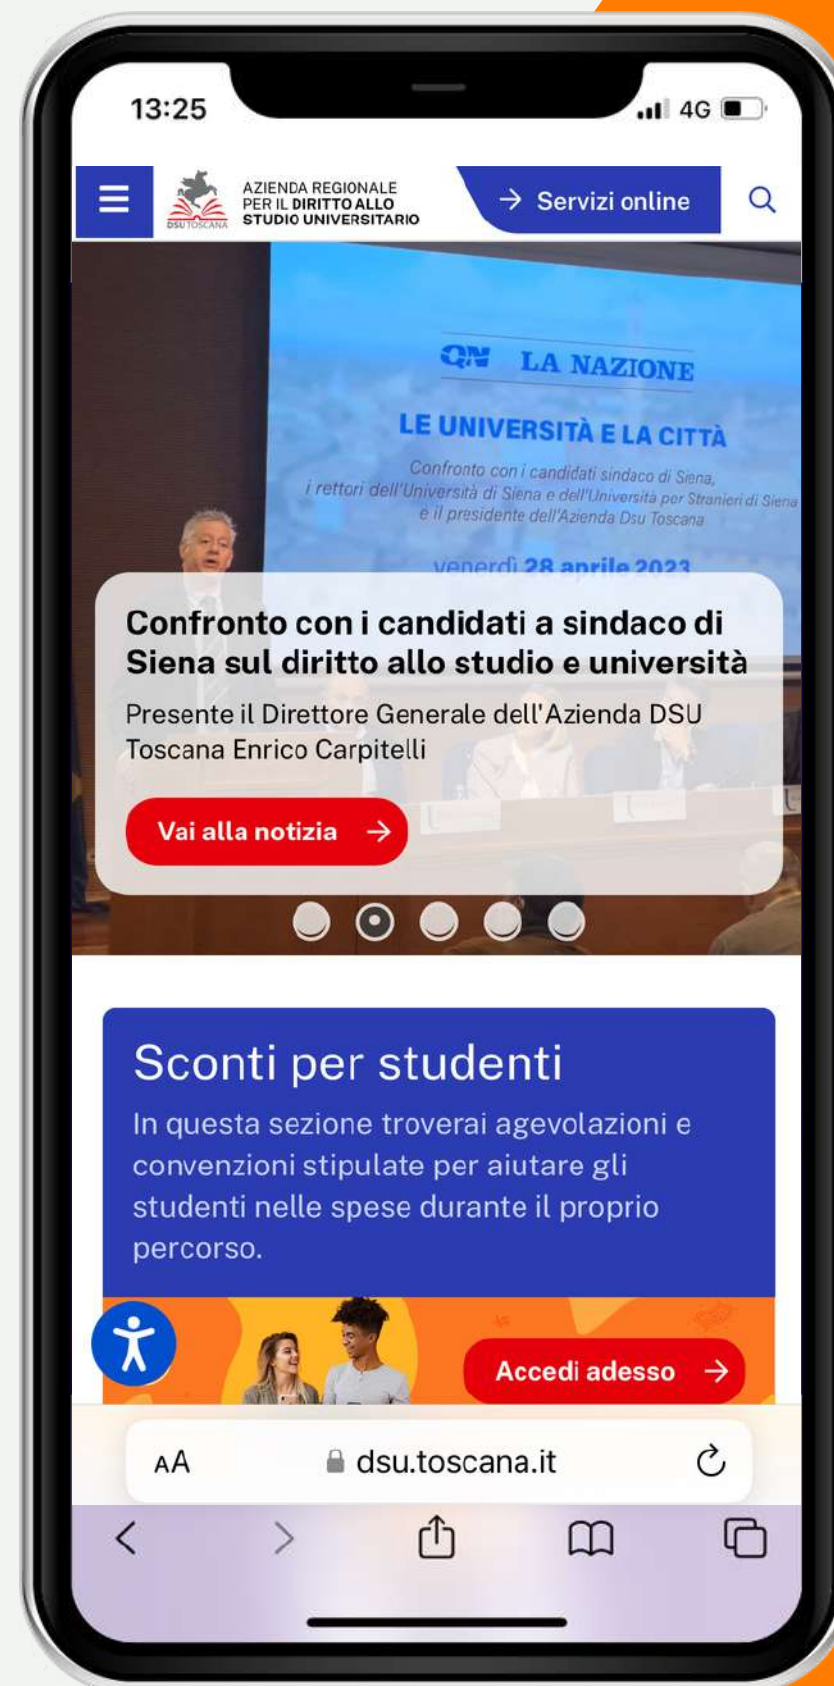 13:25
4G
DSU TOSCANA
AZIENDA REGIONALE
PER IL DIRITTO ALLO
STUDIO UNIVERSITARIO
→ Servizi online
QN LA NAZIONE
LE UNIVERSITÀ E LA CITTÀ
Confronto con i candidati sindaco di Siena,
i rettori dell'Università di Siena e dell'Università per Stranieri di Siena
e il presidente dell'Azienda Dsu Toscana
venerdì 28 aprile 2023
Confronto con i candidati a sindaco di
Siena sul diritto allo studio e università
Presente il Direttore Generale dell'Azienda DSU
Toscana Enrico Carpitelli
Vai alla notizia →
Sconti per studenti
In questa sezione troverai agevolazioni e
convenzioni stipulate per aiutare gli
studenti nelle spese durante il proprio
percorso.
Accedi adesso →
AA
dsu.toscana.it